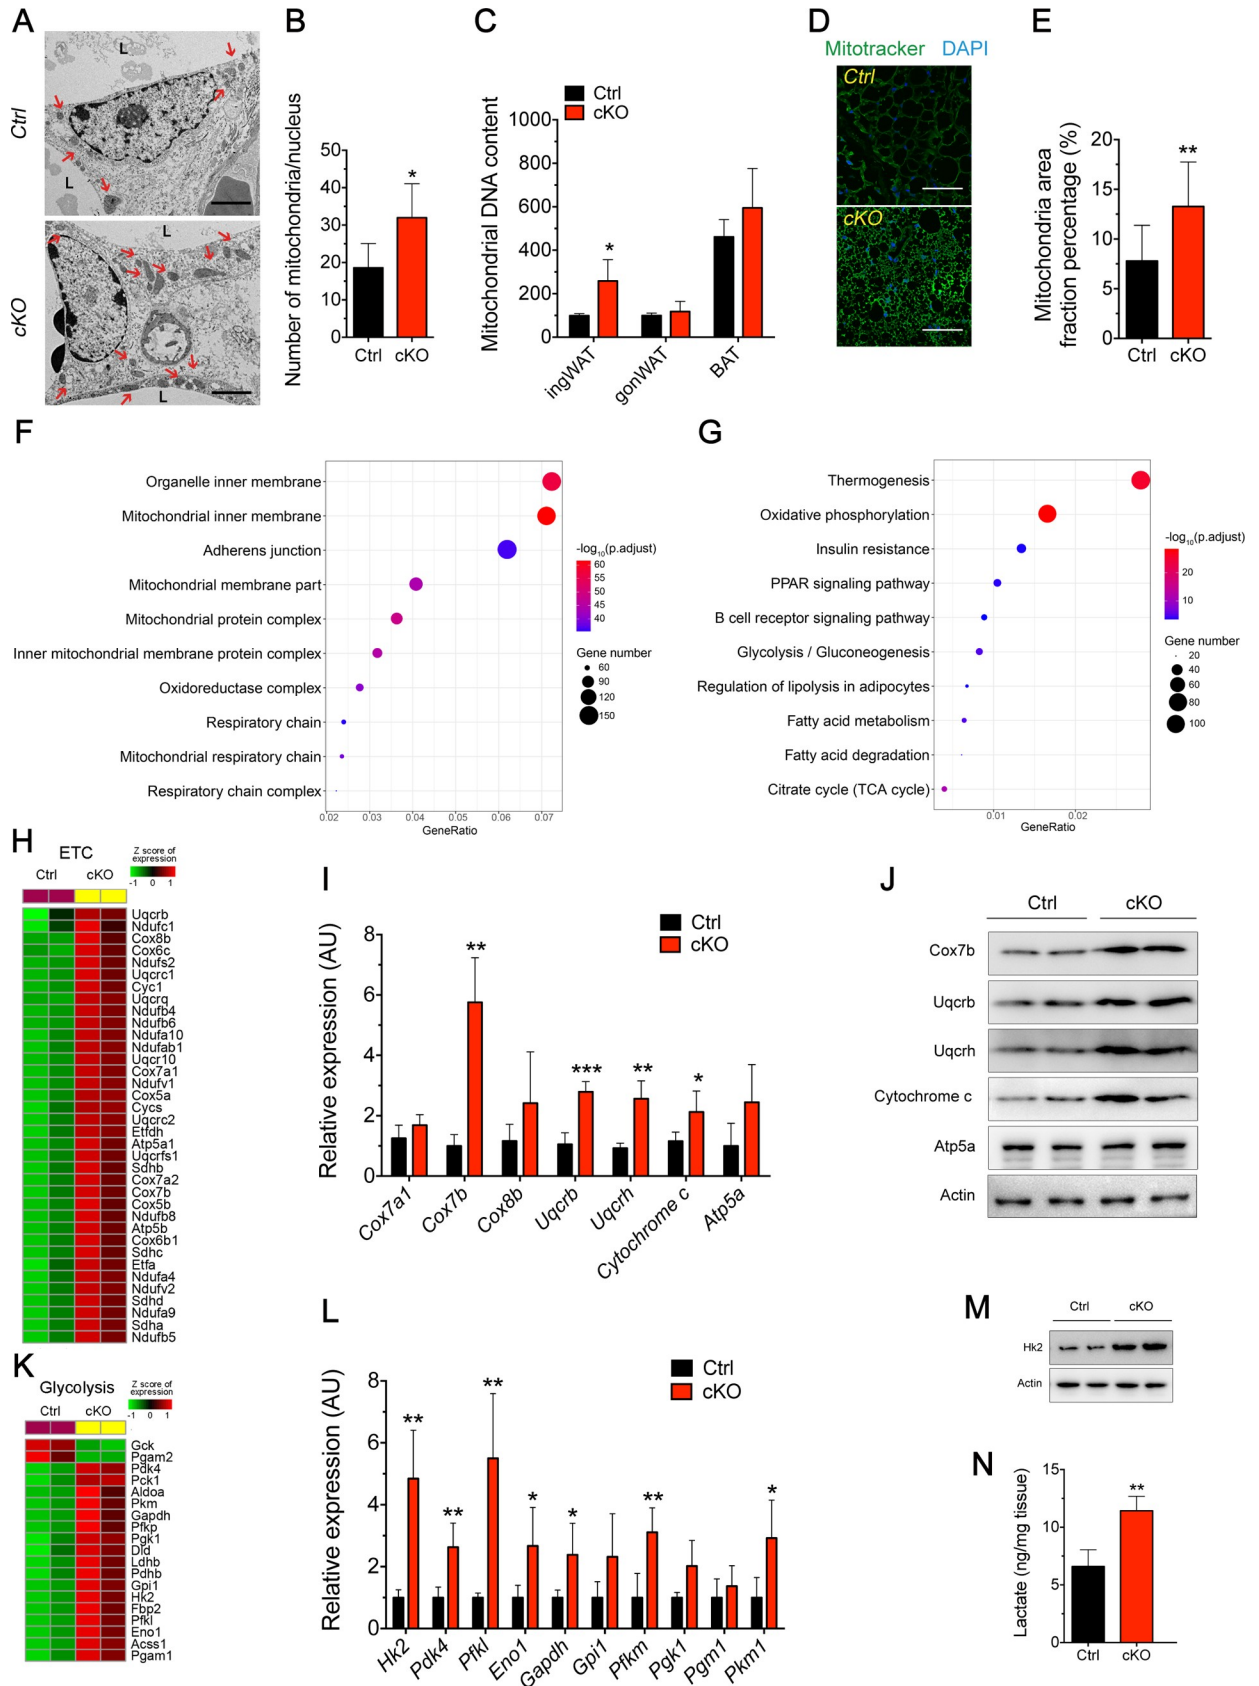 A
Ctrl
L
L
cKO
L
L
B
Number of mitochondria/nucleus
50
40
30
20
10
0
*
Ctrl
cKO
C
Ctrl
cKO
Mitochondrial DNA content
1000
800
600
400
200
0
*
ingWAT
gonWAT
BAT
D
Mitotracker DAPI
Ctrl
cKO
E
Mitochondria area
fraction percentage (%)
20
15
10
5
0
**
Ctrl
cKO
F
Organelle inner membrane
Mitochondrial inner membrane
Adherens junction
Mitochondrial membrane part
Mitochondrial protein complex
Inner mitochondrial membrane protein complex
Oxidoreductase complex
Respiratory chain
Mitochondrial respiratory chain
Respiratory chain complex
0.02 0.03 0.04 0.05 0.06 0.07
GeneRatio
-log10(p.adjust)
60
55
50
45
40
Gene number
60
90
120
150
G
Thermogenesis
Oxidative phosphorylation
Insulin resistance
PPAR signaling pathway
B cell receptor signaling pathway
Glycolysis / Gluconeogenesis
Regulation of lipolysis in adipocytes
Fatty acid metabolism
Fatty acid degradation
Citrate cycle (TCA cycle)
0.01 0.02
GeneRatio
-log10(p.adjust)
20
10
Gene number
20
40
60
80
100
H
ETC
Ctrl cKO
Z score of
expression
-1 0 1
Uqcrb
Ndufc1
Cox8b
Cox6c
Ndufs2
Uqcrc1
Cyc1
Uqcrq
Ndufb4
Ndufb6
Ndufa10
Ndufab1
Uqcr10
Cox7a1
Ndufv1
Cox5a
Cycs
Uqcrc2
Etfdh
Atp5a1
Uqcrfs1
Sdhb
Cox7a2
Cox7b
Cox5b
Ndufb8
Atp5b
Cox6b1
Sdhc
Etfa
Ndufa4
Ndufv2
Sdhd
Ndufa9
Sdha
Ndufb5
I
Ctrl
cKO
Relative expression (AU)
8
6
4
2
0
**
***
**
*
Cox7a1
Cox7b
Cox8b
Uqcrb
Uqcrh
Cytochrome c
Atp5a
J
Ctrl cKO
Cox7b
Uqcrb
Uqcrh
Cytochrome c
Atp5a
Actin
K
Glycolysis
Ctrl cKO
Z score of
expression
-1 0 1
Gck
Pgam2
Pdk4
Pck1
Aldoa
Pkm
Gapdh
Pfkp
Pgk1
Dld
Ldhb
Pdhb
Gpi1
Hk2
Fbp2
Pfkl
Eno1
Acss1
Pgam1
L
Ctrl
cKO
Relative expression (AU)
8
6
4
2
0
**
**
**
*
*
**
*
Hk2
Pdk4
Pfkl
Eno1
Gapdh
Gpi1
Pfkm
Pgk1
Pgm1
Pkm1
M
Ctrl cKO
Hk2
Actin
N
Lactate (ng/mg tissue)
15
10
5
0
**
Ctrl
cKO